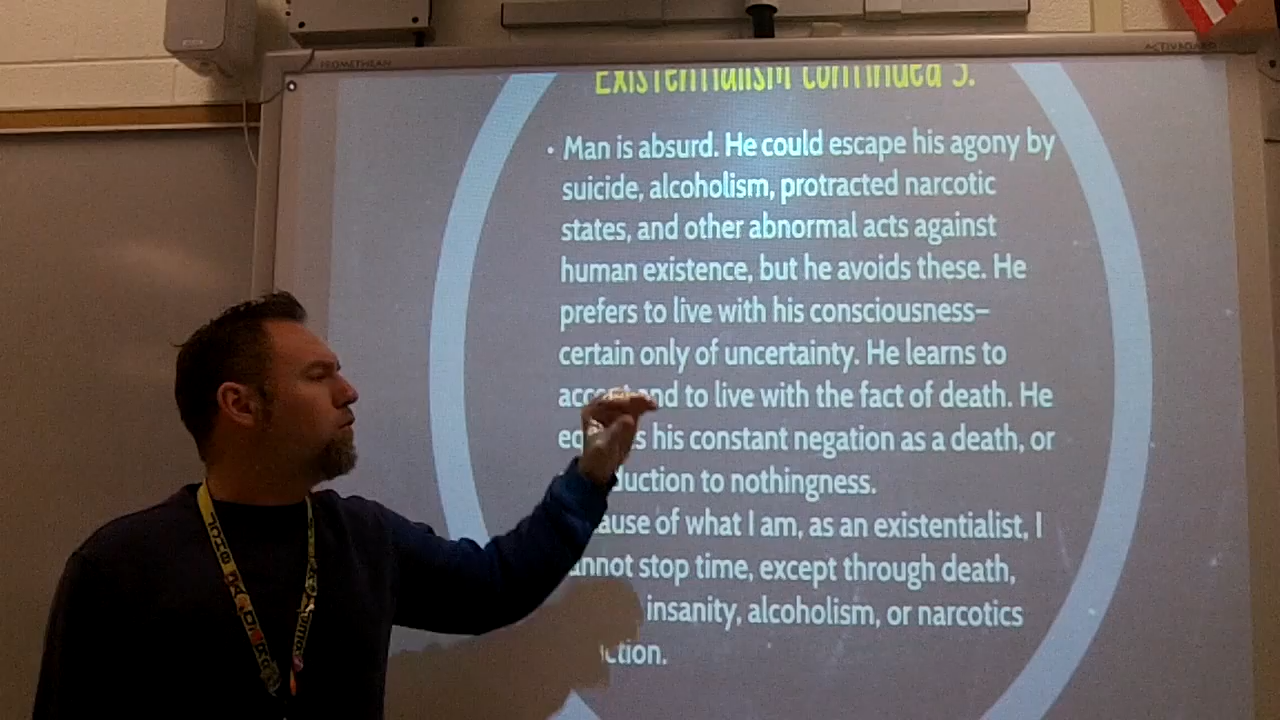 PROMETHEAN
ACTIVBOARD
Existentialism continued 3.
• Man is absurd. He could escape his agony by
suicide, alcoholism, protracted narcotic
states, and other abnormal acts against
human existence, but he avoids these. He
prefers to live with his consciousness–
certain only of uncertainty. He learns to
and to live with the fact of death. He
his constant negation as a death, or
to nothingness.
of what I am, as an existentialist, I
stop time, except through death,
insanity, alcoholism, or narcotics